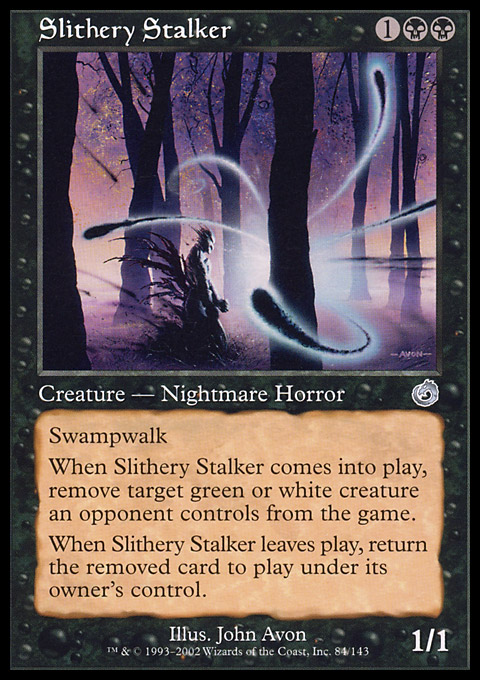 Slithery Stalker 1
-AVON-
Creature — Nightmare Horror
Swampwalk
When Slithery Stalker comes into play,
remove target green or white creature
an opponent controls from the game.
When Slithery Stalker leaves play, return
the removed card to play under its
owner's control.
Illus. John Avon
™ & © 1993-2002 Wizards of the Coast, Inc. 84/143
1/1